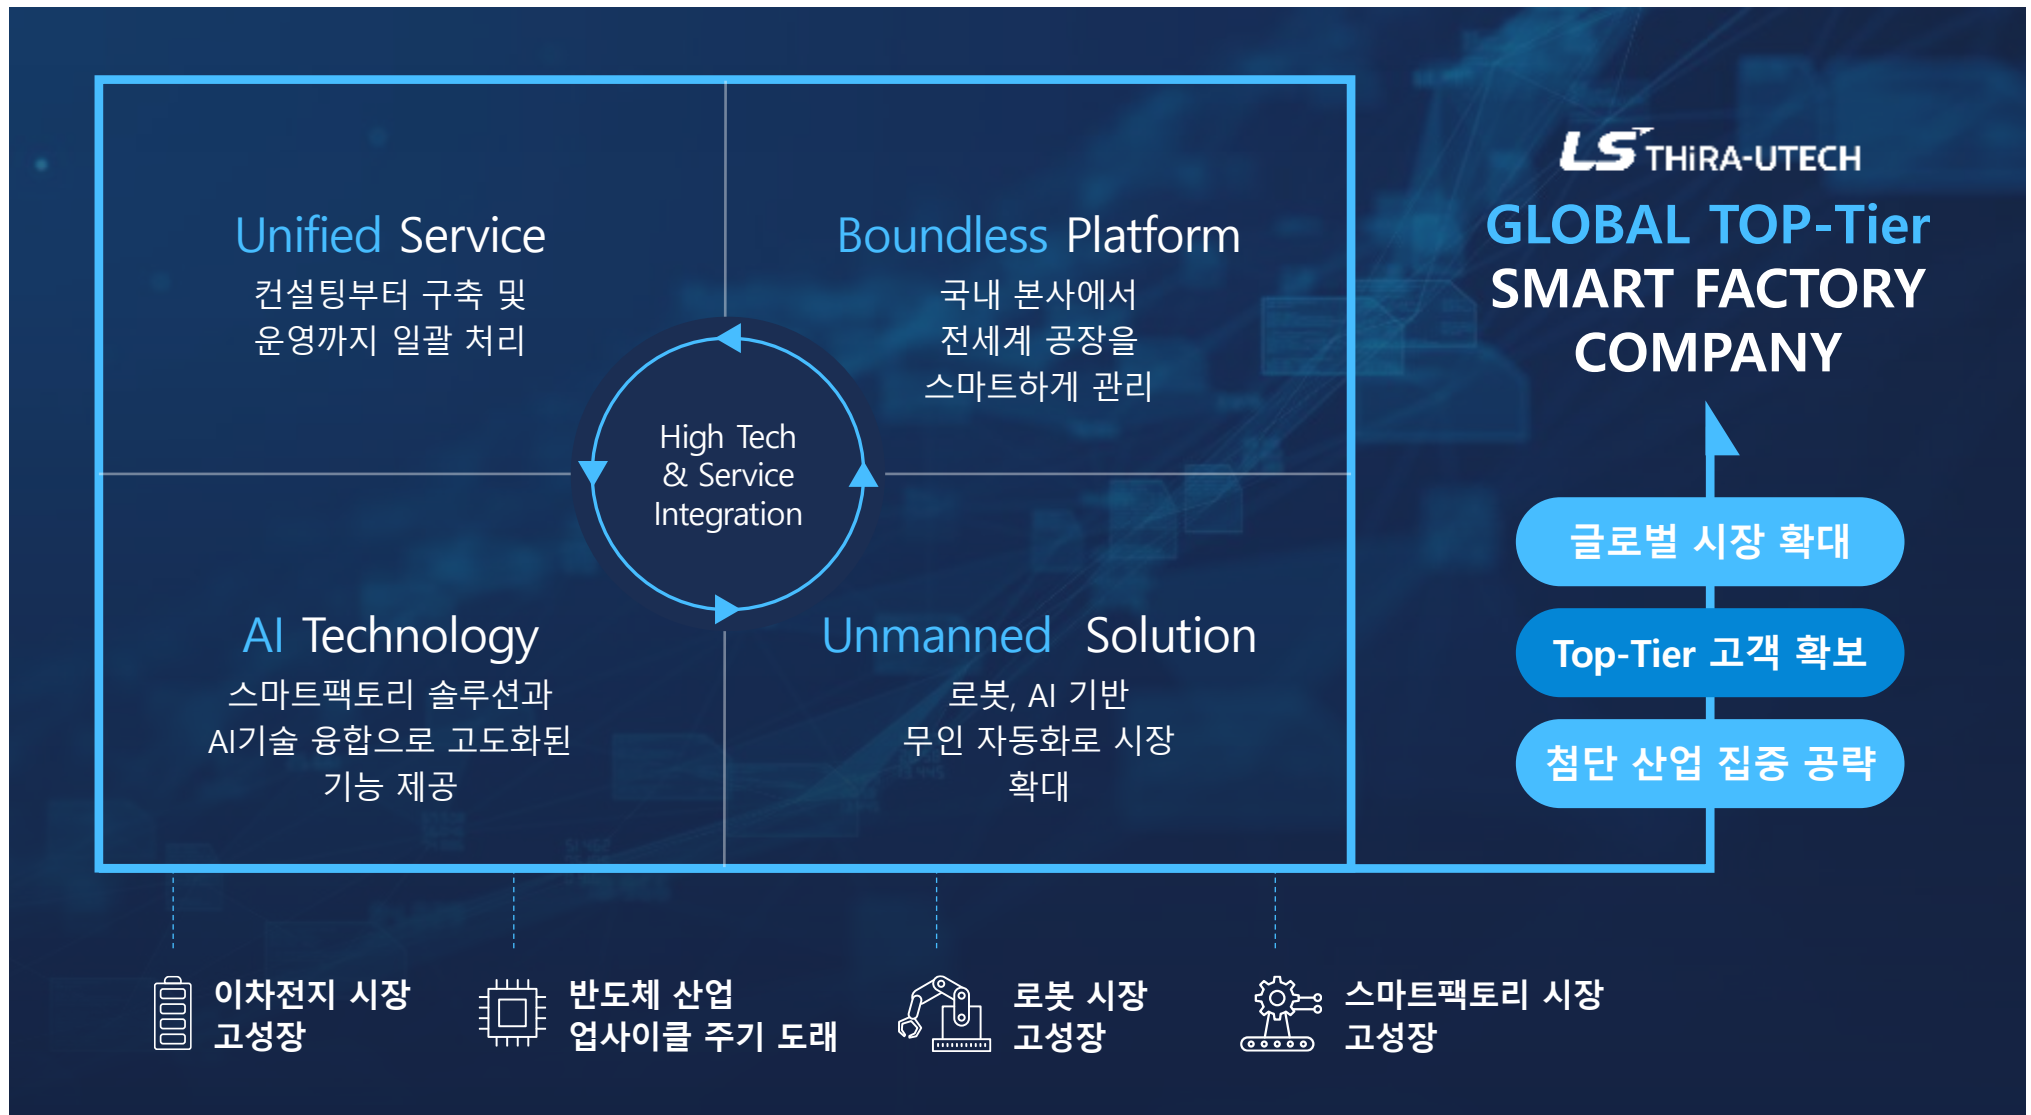 Unified Service
컨설팅부터 구축 및
운영까지 일괄 처리
Boundless Platform
국내 본사에서
전세계 공장을
스마트하게 관리
High Tech
& Service
Integration
AI Technology
스마트팩토리 솔루션과
AI기술 융합으로 고도화된
기능 제공
Unmanned Solution
로봇, AI 기반
무인 자동화로 시장
확대
LS THiRA-UTECH
GLOBAL TOP-Tier
SMART FACTORY
COMPANY
글로벌 시장 확대
Top-Tier 고객 확보
첨단 산업 집중 공략
이차전지 시장
고성장
반도체 산업
업사이클 주기 도래
로봇 시장
고성장
스마트팩토리 시장
고성장